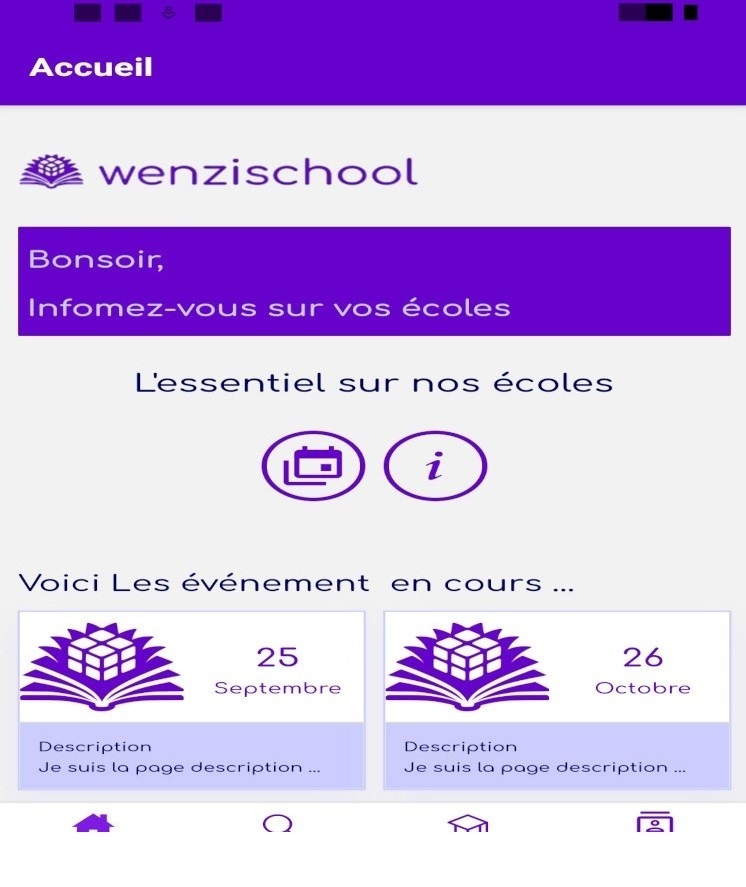 Accueil
wenzischool
Bonsoir,
Infomez-vous sur vos écoles
L'essentiel sur nos écoles
i
Voici Les événement en cours ...
25
Septembre
26
Octobre
Description
Je suis la page description ...
Description
Je suis la page description ...